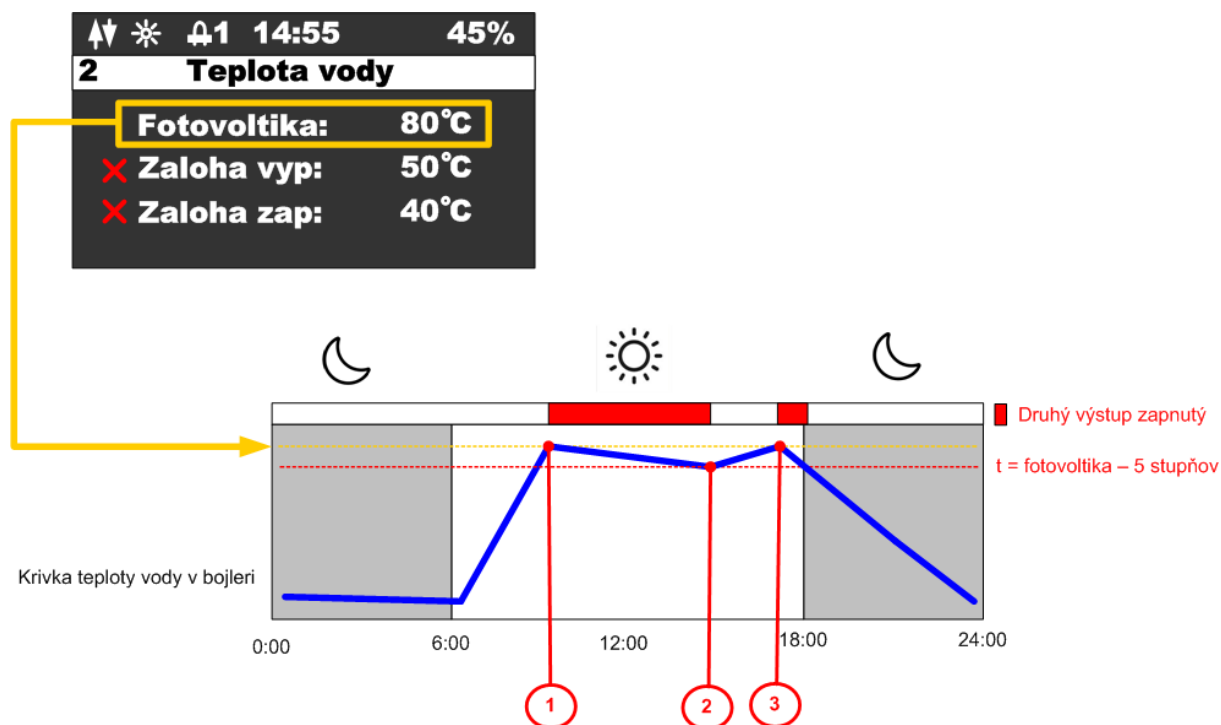 1 14:55 45%
2 Teplota vody
Fotovoltika: 80°C
Zaloha vyp: 50°C
Zaloha zap: 40°C
Druhý výstup zapnutý
t = fotovoltika – 5 stupňov
Krivka teploty vody v bojleri
0:00 6:00 12:00 18:00 24:00
1 2 3